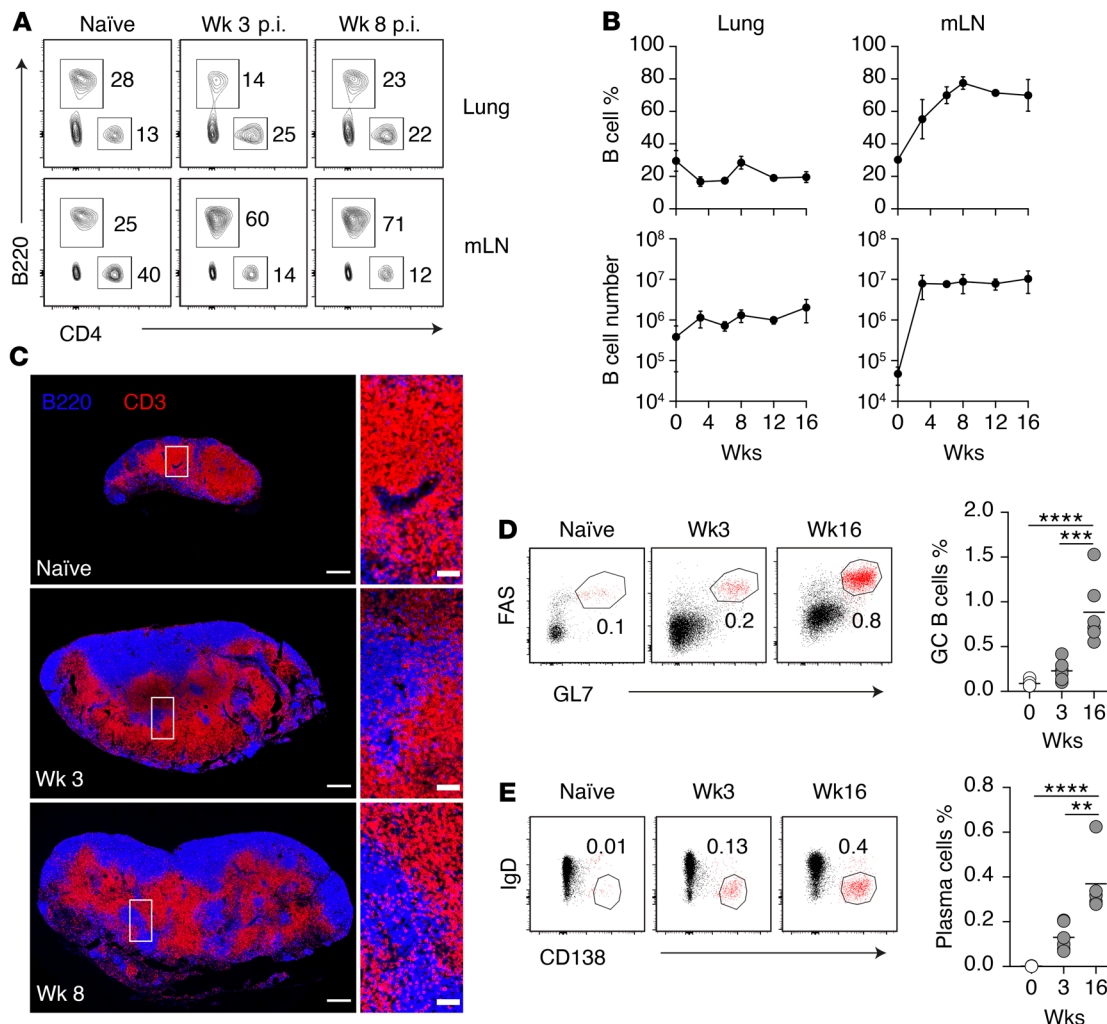 A
Naïve Wk 3 p.i. Wk 8 p.i.
28 14 23
Lung
13 25 22
25 60 71
mLN
40 14 12
B220
CD4
B
Lung mLN
B cell %
100 100
80 80
60 60
40 40
20 20
0 0
B cell number
10⁸ 10⁸
10⁷ 10⁷
10⁶ 10⁶
10⁵ 10⁵
10⁴ 10⁴
0 4 8 12 16 0 4 8 12 16
Wks
C
B220 CD3
Naïve
Wk 3
Wk 8
D
Naïve Wk3 Wk16
FAS
0.1 0.2 0.8
GL7
GC B cells %
2.0
1.5
1.0
0.5
0.0
****
***
0 3 16
Wks
E
Naïve Wk3 Wk16
IgD
0.01 0.13 0.4
CD138
Plasma cells %
0.8
0.6
0.4
0.2
0.0
****
**
0 3 16
Wks